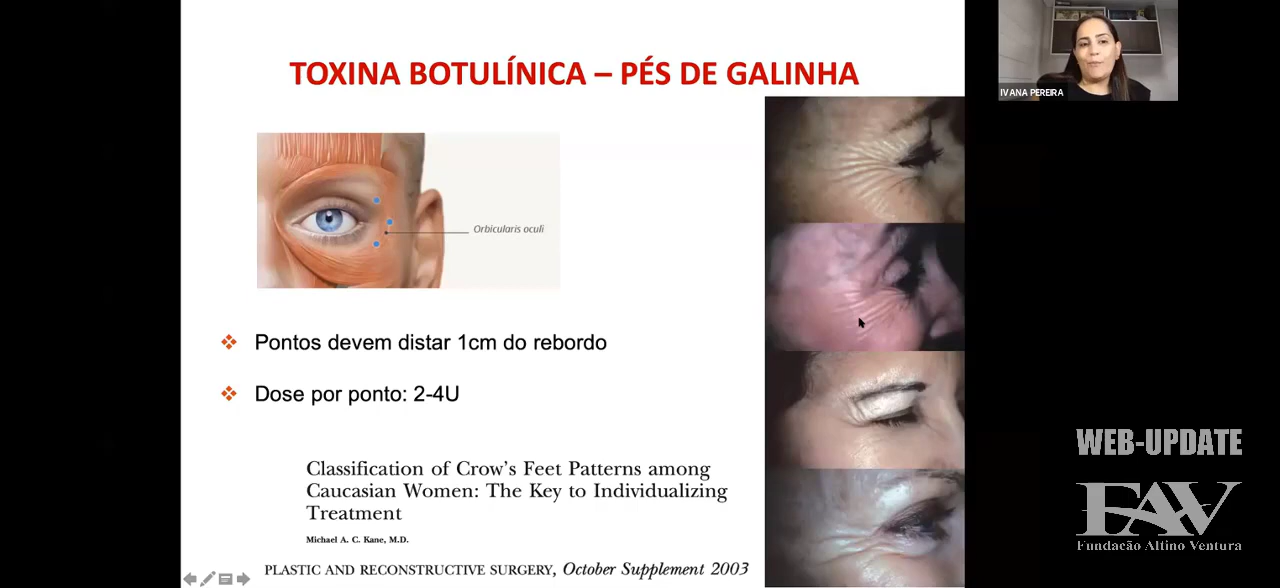 TOXINA BOTULÍNICA – PÉS DE GALINHA
IVANA PEREIRA
Orbicularis oculi
Pontos devem distar 1cm do rebordo
Dose por ponto: 2-4U
Classification of Crow's Feet Patterns among
Caucasian Women: The Key to Individualizing
Treatment
Michael A. C. Kane, M.D.
PLASTIC AND RECONSTRUCTIVE SURGERY, October Supplement 2003
WEB-UPDATE
FAV
Fundacão Altino Ventura